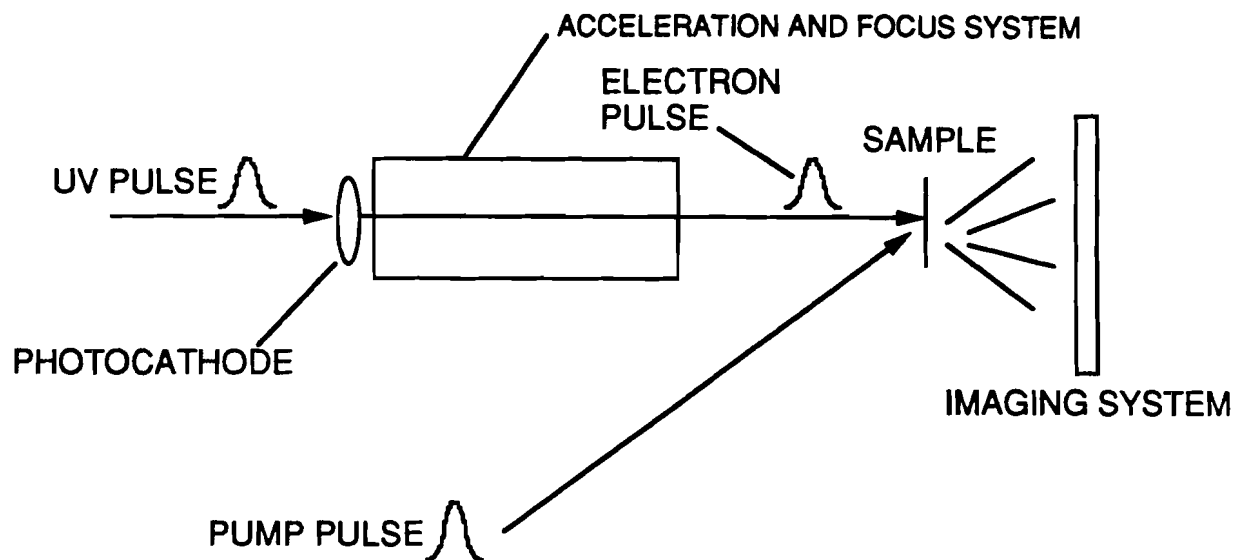 ACCELERATION AND FOCUS SYSTEM
ELECTRON
PULSE
SAMPLE
UV PULSE
PHOTOCATHODE
IMAGING SYSTEM
PUMP PULSE